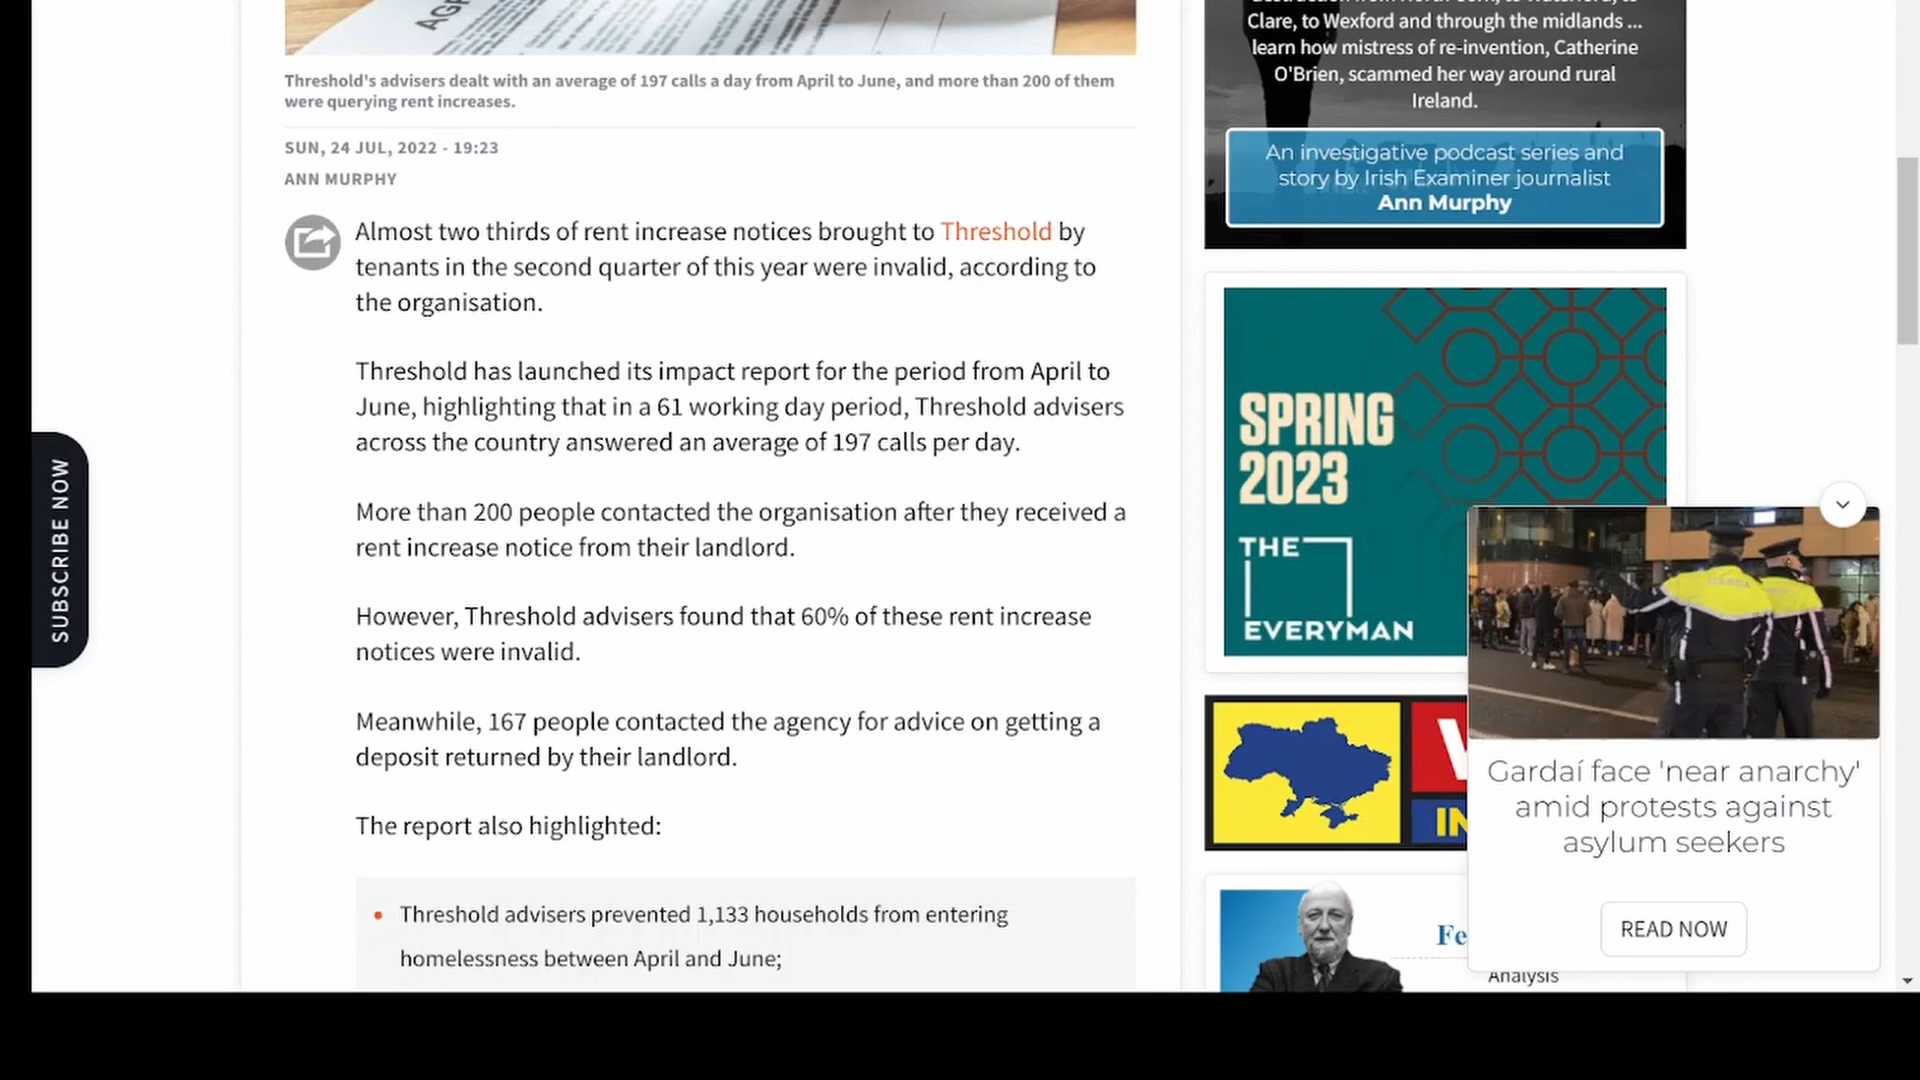 AG
Threshold's advisers dealt with an average of 197 calls a day from April to June, and more than 200 of them
were querying rent increases.
SUN, 24 JUL, 2022 - 19:23
ANN MURPHY
Almost two thirds of rent increase notices brought to Threshold by
tenants in the second quarter of this year were invalid, according to
the organisation.
Threshold has launched its impact report for the period from April to
June, highlighting that in a 61 working day period, Threshold advisers
across the country answered an average of 197 calls per day.
More than 200 people contacted the organisation after they received a
rent increase notice from their landlord.
However, Threshold advisers found that 60% of these rent increase
notices were invalid.
Meanwhile, 167 people contacted the agency for advice on getting a
deposit returned by their landlord.
The report also highlighted:
• Threshold advisers prevented 1,133 households from entering
homelessness between April and June;
SUBSCRIBE NOW
Clare, to Wexford and through the midlands ...
learn how mistress of re-invention, Catherine
O'Brien, scammed her way around rural
Ireland.
An investigative podcast series and
story by Irish Examiner journalist
Ann Murphy
SPRING
2023
THE
EVERYMAN
IN
Fe
Analysis
GARDA
Gardaí face 'near anarchy'
amid protests against
asylum seekers
READ NOW